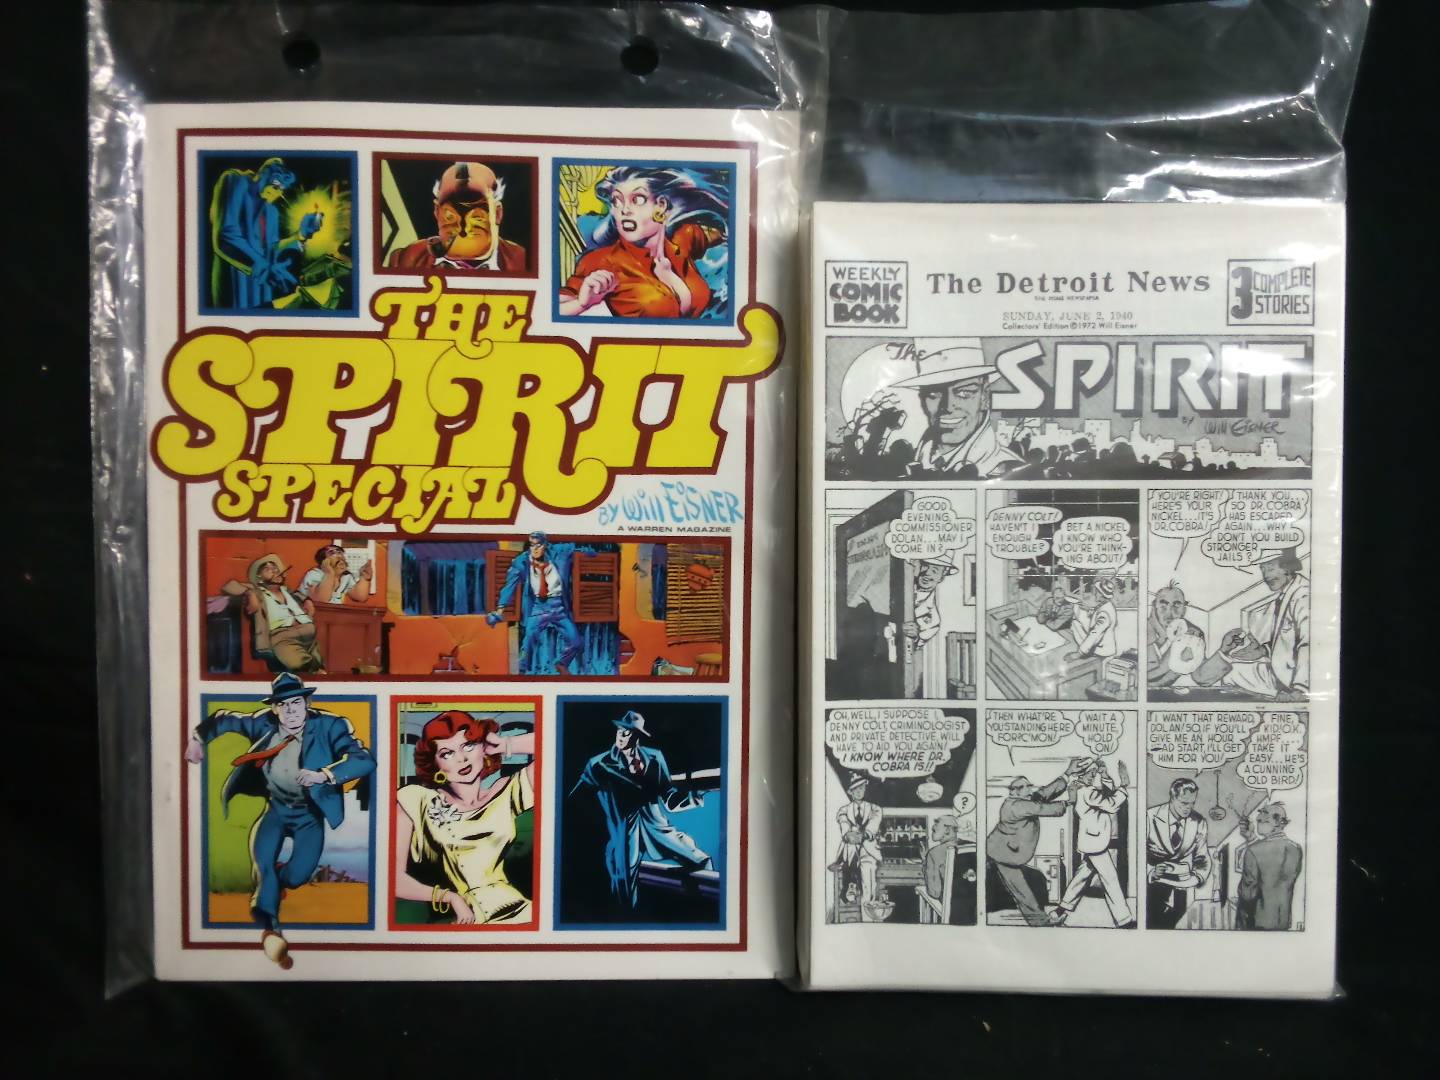 THE
SPIRIT
SPECIAL
BY Will EISNER
A WARREN MAGAZINE
WEEKLY
COMIC
BOOK
The Detroit News
THE HOME NEWSPAPER
SUNDAY, JUNE 2, 1940
Collectors' Edition ©1972 Will Eisner
3 COMPLETE
STORIES
The SPIRIT
BY Will EISNER
GOOD
EVENING,
COMMISSIONER
DOLAN...MAY I
COME IN?
DENNY COLT!
HAVEN'T I
ENOUGH
TROUBLE?
BET A NICKEL
I KNOW WHO
YOU'RE THINK-
ING ABOUT!
YOU'RE RIGHT!
HERE'S YOUR
NICKEL...IT'S
DR.COBRA!
THANK YOU...
SO DR. COBRA
HAS ESCAPED
AGAIN...WHY
DON'T YOU BUILD
STRONGER
JAILS?
OH, WELL, I SUPPOSE I,
DENNY COLT, CRIMINOLOGIST
AND PRIVATE DETECTIVE, WILL
HAVE TO AID YOU AGAIN!
I KNOW WHERE DR.
COBRA IS!!
?
THEN WHAT'RE
YOU STANDING HERE
FOR? C'MON!
WAIT A
MINUTE,
HOLD
ON!
I WANT THAT REWARD,
DOLAN! SO, IF YOU'LL
GIVE ME AN HOUR
HEAD START, I'LL GET
HIM FOR YOU!
FINE,
KID! O.K.
HMPF....
TAKE IT
EASY...HE'S
A CUNNING
OLD BIRD!